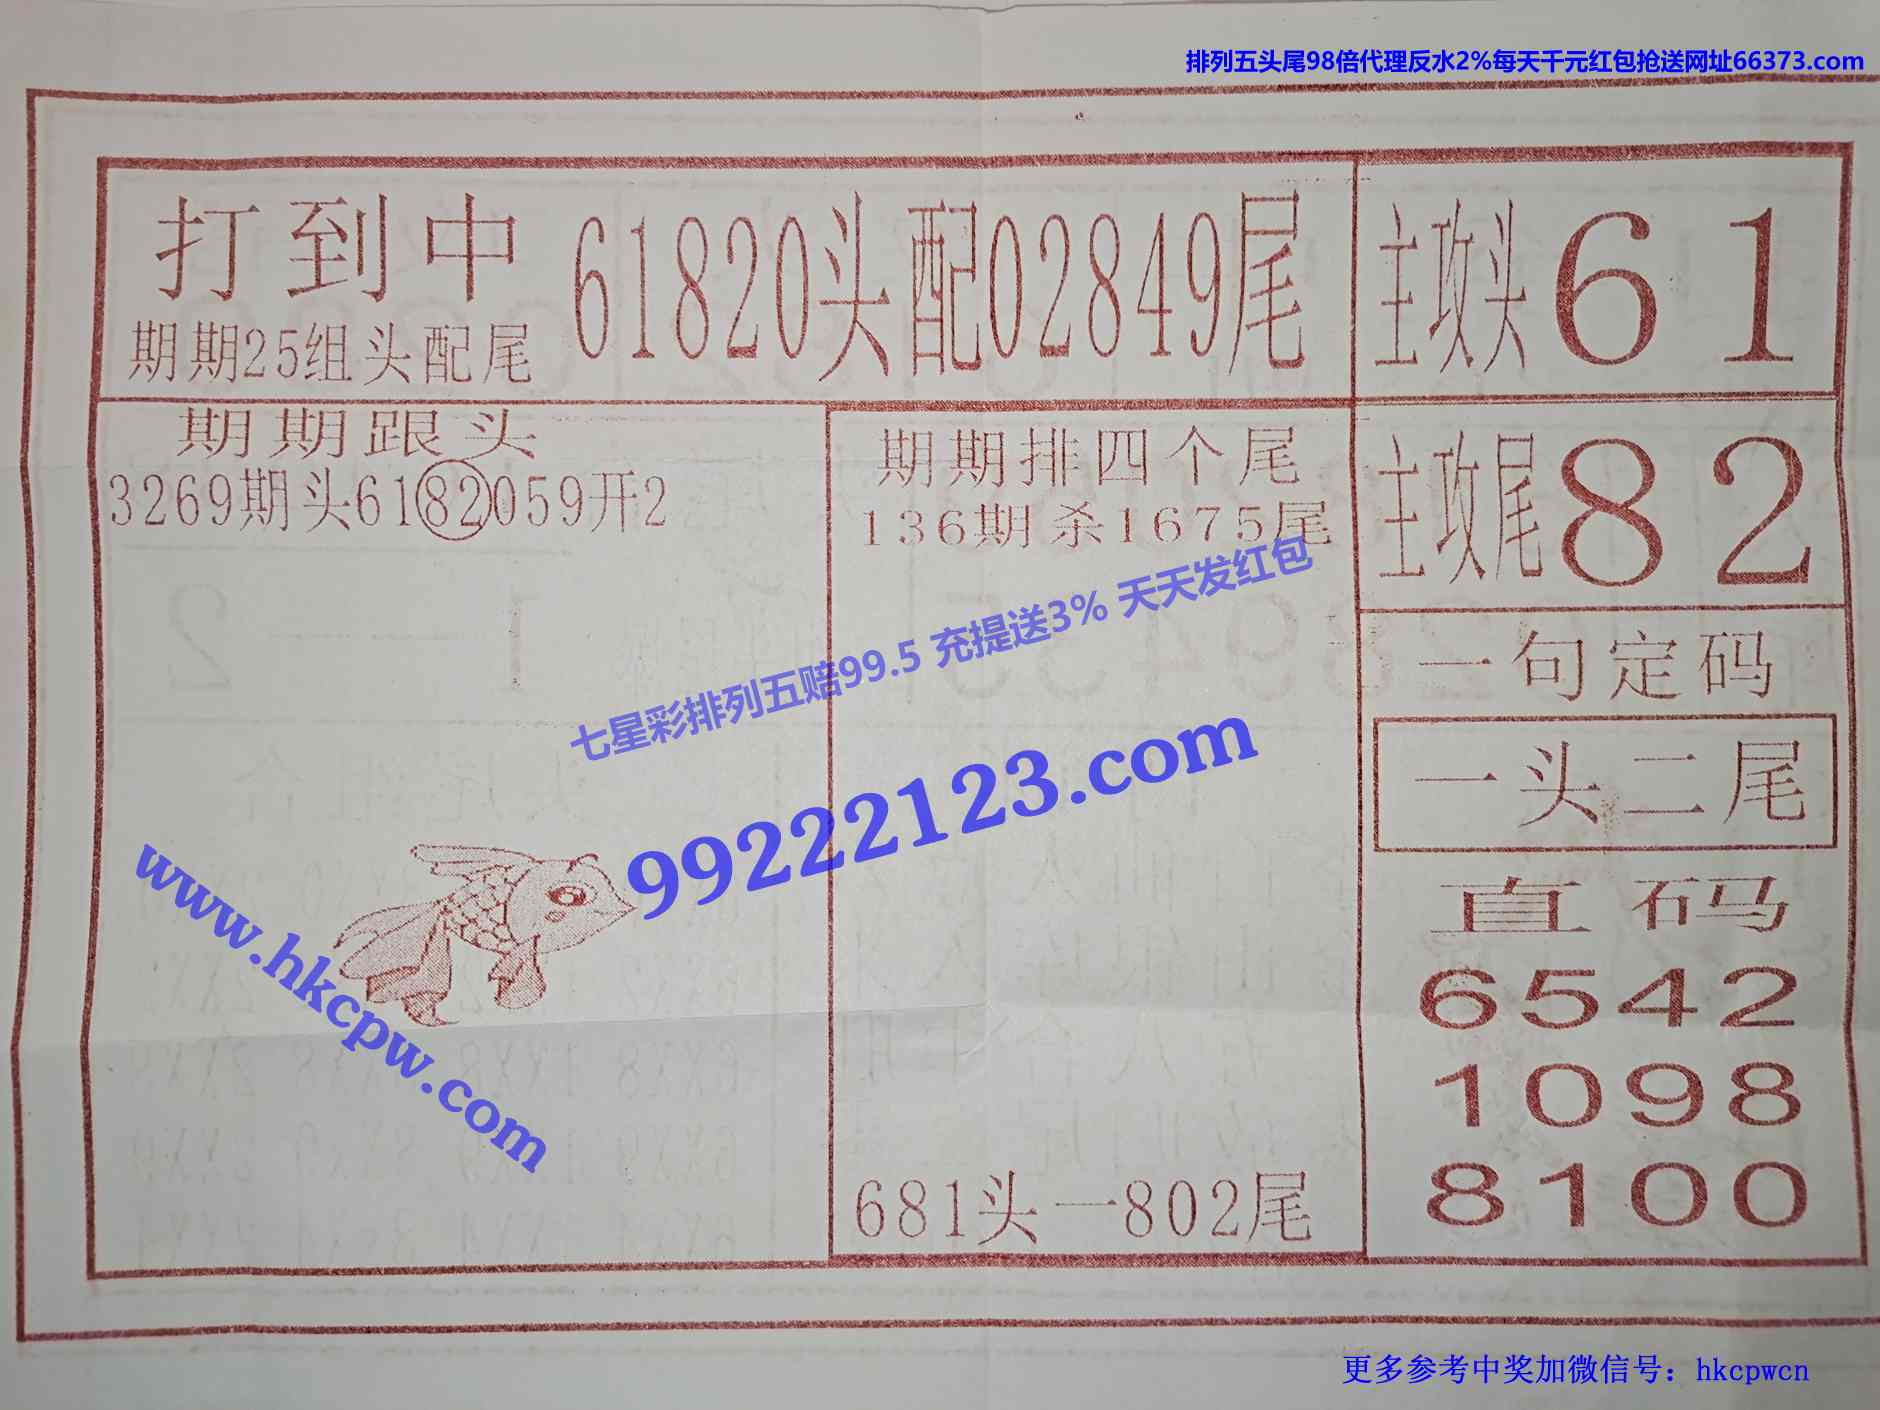 排列五头尾98倍代理反水2%每天千元红包抢送网址66373.com
打到中
期期25组头配尾
61820头配02849尾
主攻头61
期期跟头
3269期头6182059开2
期期排四个尾
136期杀1675尾
主攻尾82
一句定码
一头二尾
七星彩排列五赔99.5 充提送3% 天天发红包
99222123.com
www.hkcpw.com
直码
6542
1098
8100
681头一802尾
更多参考中奖加微信号：hkcpwcn